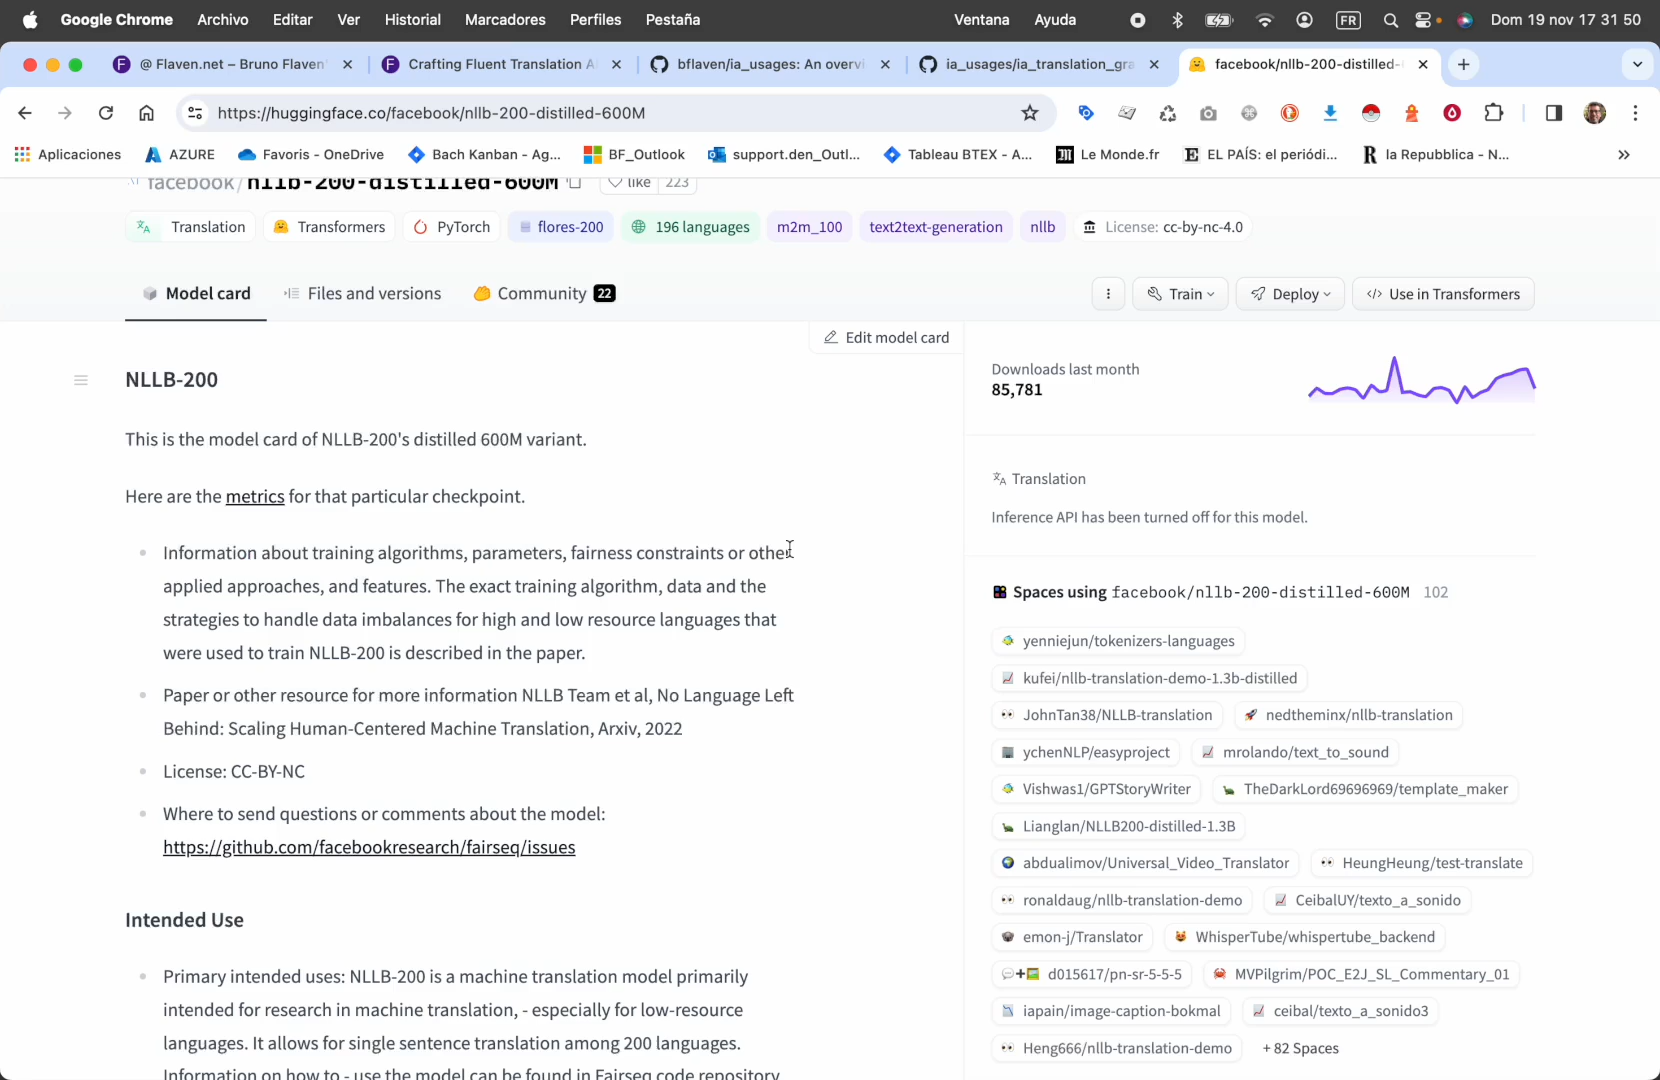 Google Chrome Archivo Editar Ver Historial Marcadores Perfiles Pestaña Ventana Ayuda FR Dom 19 nov 17 31 50
@ Flaven.net – Bruno Flaven Crafting Fluent Translation A bflaven/ia_usages: An overvi ia_usages/ia_translation_gra facebook/nllb-200-distilled-
https://huggingface.co/facebook/nllb-200-distilled-600M
Aplicaciones AZURE Favoris - OneDrive Bach Kanban - Ag... BF_Outlook support.den_Outl... Tableau BTEX - A... Le Monde.fr EL PAÍS: el periódi... la Repubblica - N... »
facebook/nllb-200-distilled-600M like 223
Translation Transformers PyTorch flores-200 196 languages m2m_100 text2text-generation nllb License: cc-by-nc-4.0
Model card Files and versions Community 22 Train Deploy </> Use in Transformers
Edit model card
NLLB-200
This is the model card of NLLB-200's distilled 600M variant.
Here are the metrics for that particular checkpoint.
• Information about training algorithms, parameters, fairness constraints or other
applied approaches, and features. The exact training algorithm, data and the
strategies to handle data imbalances for high and low resource languages that
were used to train NLLB-200 is described in the paper.
• Paper or other resource for more information NLLB Team et al, No Language Left
Behind: Scaling Human-Centered Machine Translation, Arxiv, 2022
• License: CC-BY-NC
• Where to send questions or comments about the model:
https://github.com/facebookresearch/fairseq/issues
Intended Use
• Primary intended uses: NLLB-200 is a machine translation model primarily
intended for research in machine translation, - especially for low-resource
languages. It allows for single sentence translation among 200 languages.
Information on how to - use the model can be found in Fairseq code repository
Downloads last month
85,781
Translation
Inference API has been turned off for this model.
Spaces using facebook/nllb-200-distilled-600M 102
yenniejun/tokenizers-languages
kufei/nllb-translation-demo-1.3b-distilled
JohnTan38/NLLB-translation nedtheminx/nllb-translation
ychenNLP/easyproject mrolando/text_to_sound
Vishwas1/GPTStoryWriter TheDarkLord69696969/template_maker
Lianglan/NLLB200-distilled-1.3B
abdualimov/Universal_Video_Translator HeungHeung/test-translate
ronaldaug/nllb-translation-demo CeibalUY/texto_a_sonido
emon-j/Translator WhisperTube/whispertube_backend
d015617/pn-sr-5-5-5 MVPilgrim/POC_E2J_SL_Commentary_01
iapain/image-caption-bokmal ceibal/texto_a_sonido3
Heng666/nllb-translation-demo + 82 Spaces